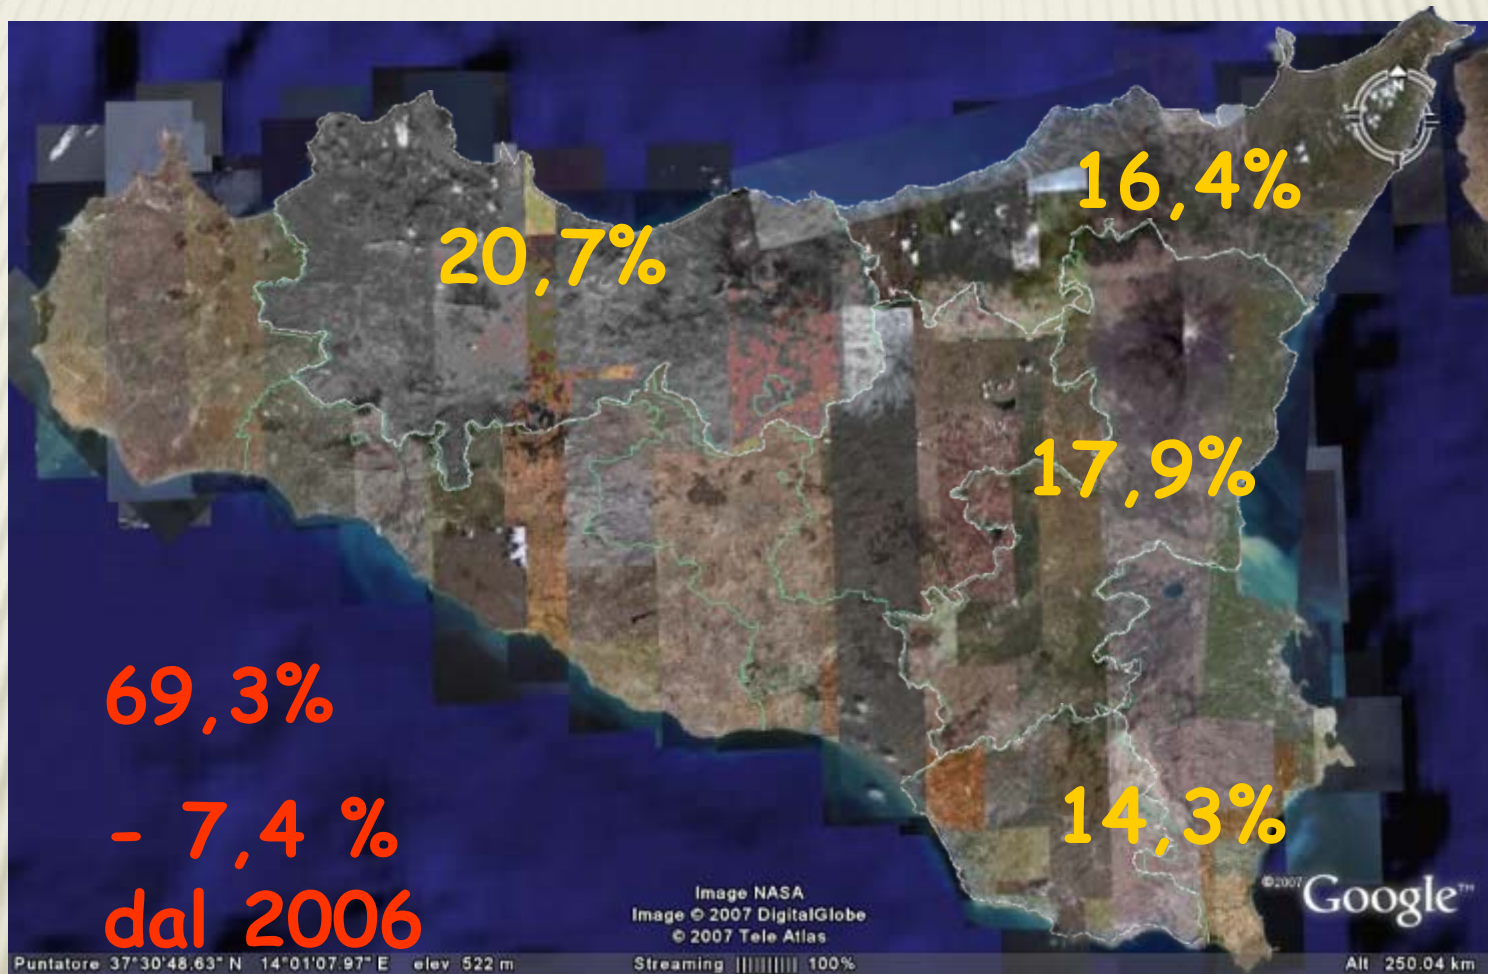 16,4%
20,7%
17,9%
69,3%
14,3%
- 7,4 %
dal 2006
Image NASA
Image © 2007 DigitalGlobe
© 2007 Tele Atlas
©2007 Google™
Puntatore 37°30'48.63" N 14°01'07.97" E elev 522 m Streaming |||||||||| 100% Alt 250.04 km